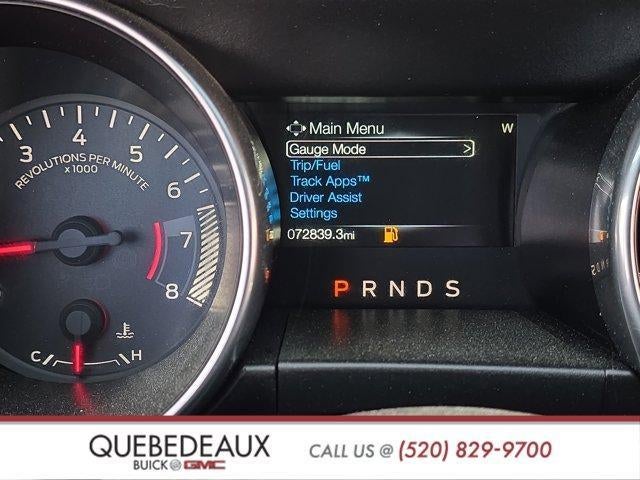 Main Menu
W
Gauge Mode >
Trip/Fuel
Track Apps™
Driver Assist
Settings
072839.3mi
P R N D S
3 4 5 6 7 8
REVOLUTIONS PER MINUTE
x1000
C H
QUEBEDEAUX
BUICK GMC
CALL US @ (520) 829-9700